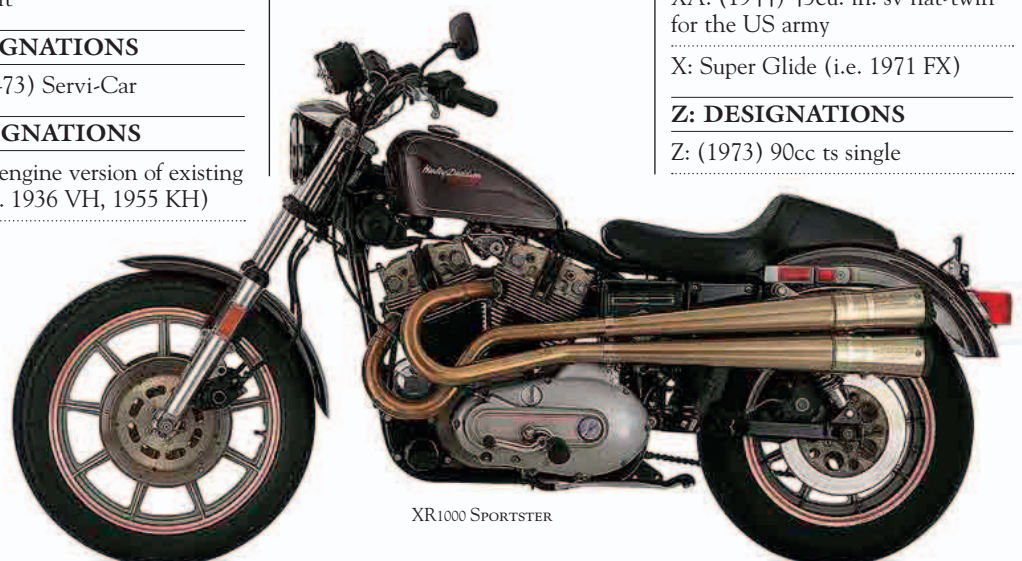 GNATIONS
-73) Servi-Car
GNATIONS
engine version of existing
. 1936 VH, 1955 KH)
for the US army
X: Super Glide (i.e. 1971 FX)
Z: DESIGNATIONS
Z: (1973) 90cc ts single
Harley-Davidson
XR1000 SPORTSTER